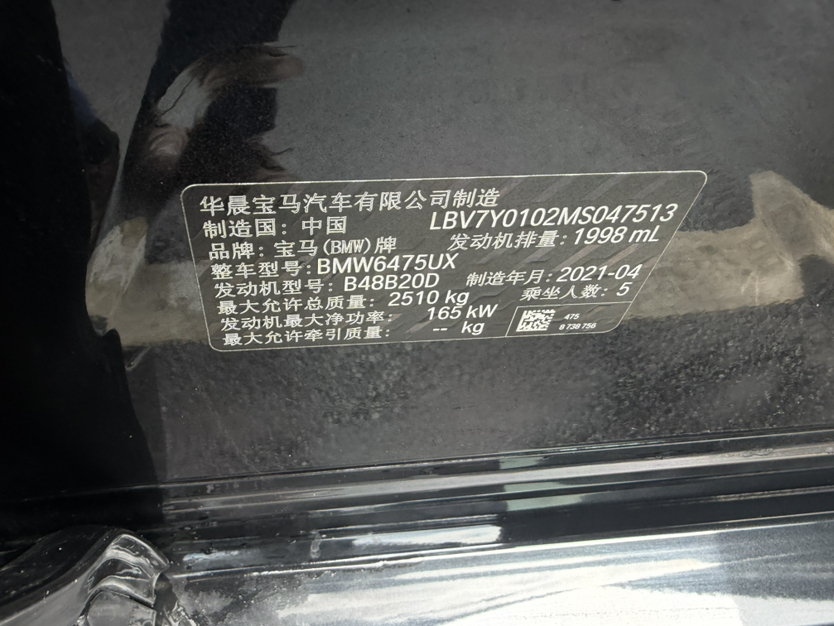 华晨宝马汽车有限公司制造
制造国：中国 LBV7Y0102MS047513
品牌：宝马(BMW)牌 发动机排量：1998 mL
整车型号：BMW6475UX
发动机型号：B48B20D 制造年月：2021-04
最大允许总质量：2510 kg 乘坐人数：5
发动机最大净功率： 165 kW
最大允许牵引质量： -- kg
475
8 738 756